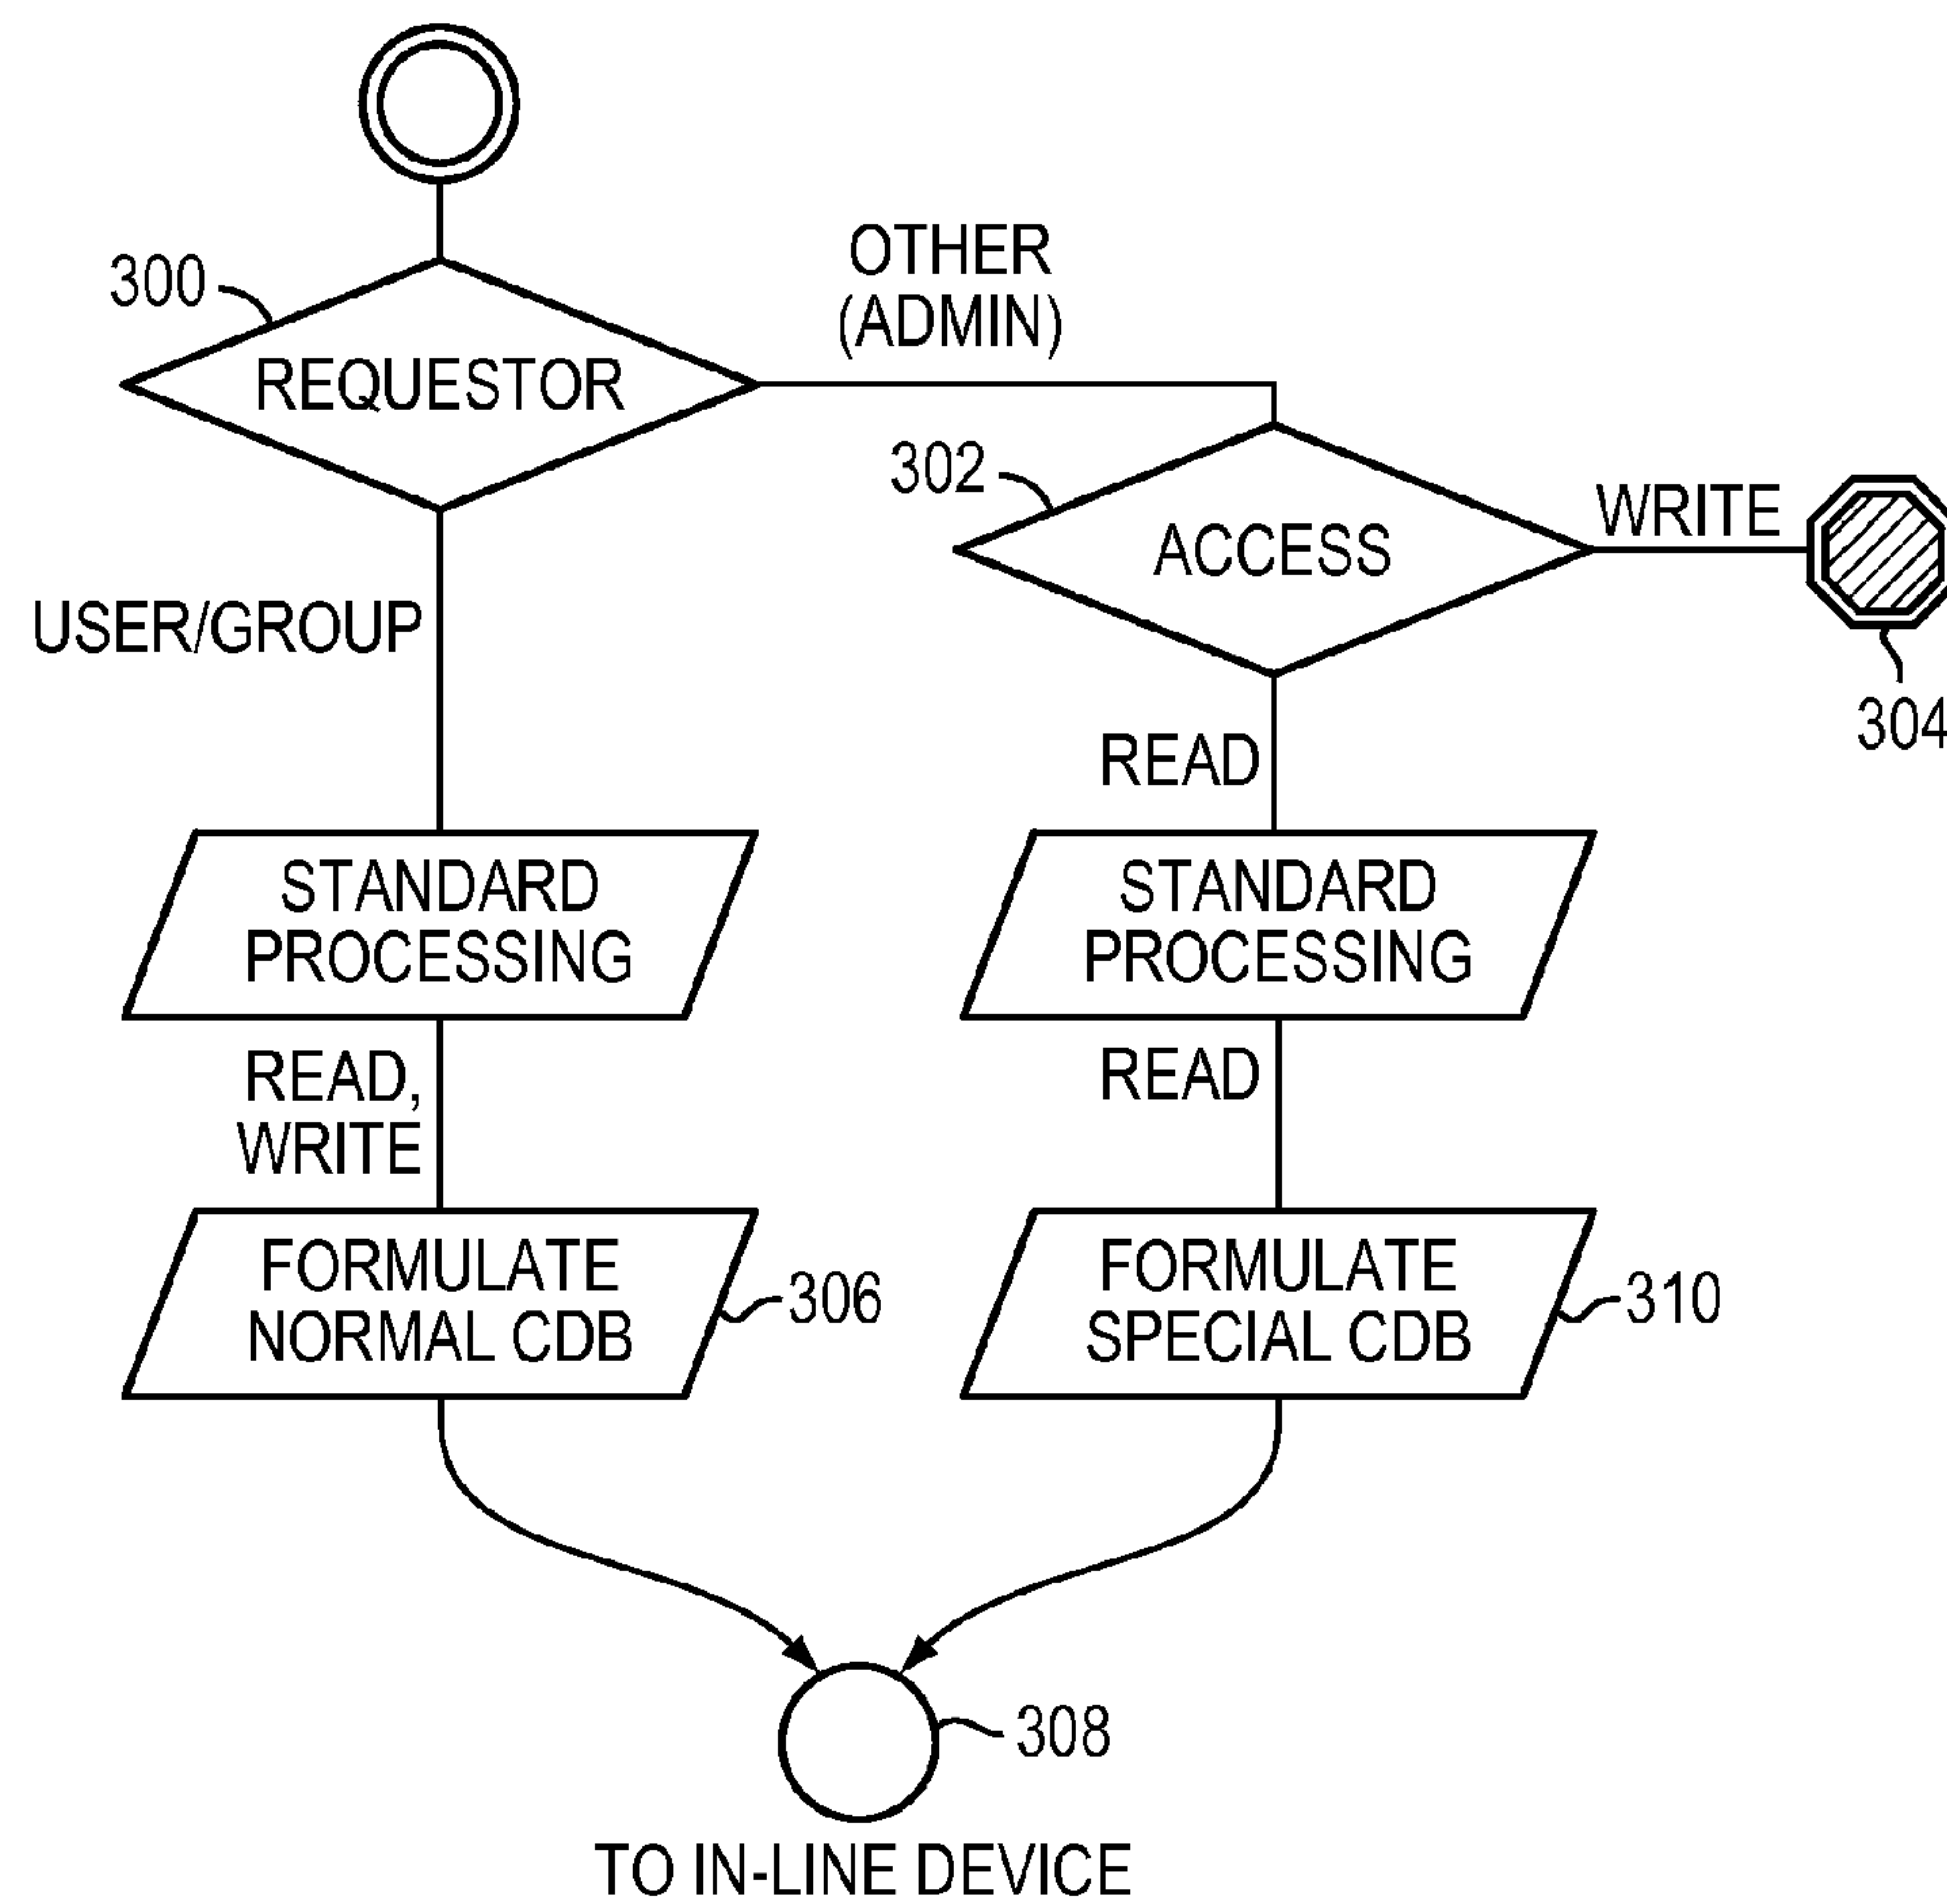 OTHER
(ADMIN)
300
REQUESTOR
302
ACCESS
WRITE
304
USER/GROUP
READ
STANDARD
PROCESSING
STANDARD
PROCESSING
READ,
WRITE
READ
FORMULATE
NORMAL CDB
306
FORMULATE
SPECIAL CDB
310
308
TO IN-LINE DEVICE